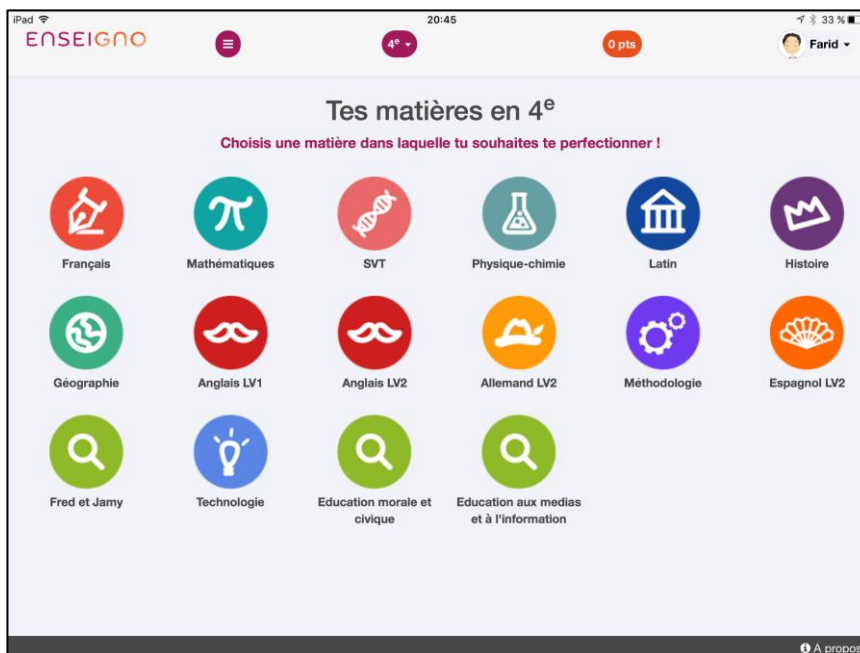 iPad 20:45 33 %
ENSEIGNO 4e 0 pts Farid
Tes matières en 4e
Choisis une matière dans laquelle tu souhaites te perfectionner !
Français Mathématiques SVT Physique-chimie Latin Histoire
Géographie Anglais LV1 Anglais LV2 Allemand LV2 Méthodologie Espagnol LV2
Fred et Jamy Technologie Education morale et civique Education aux medias et à l'information
A propos